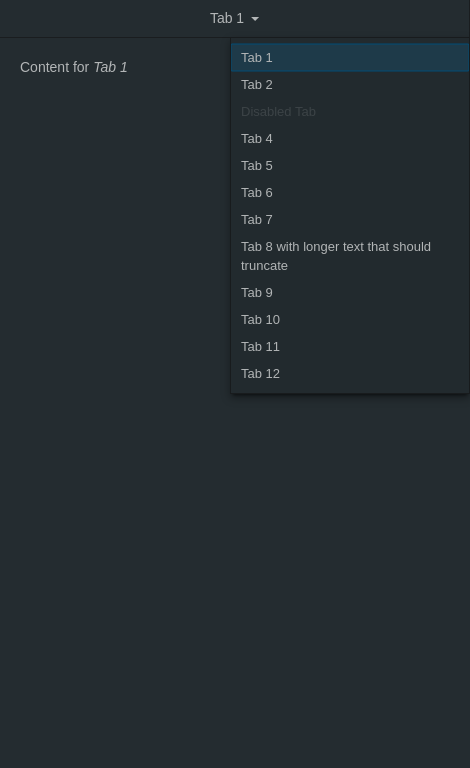 Tab 1
Content for Tab 1
Tab 1
Tab 2
Disabled Tab
Tab 4
Tab 5
Tab 6
Tab 7
Tab 8 with longer text that should
truncate
Tab 9
Tab 10
Tab 11
Tab 12